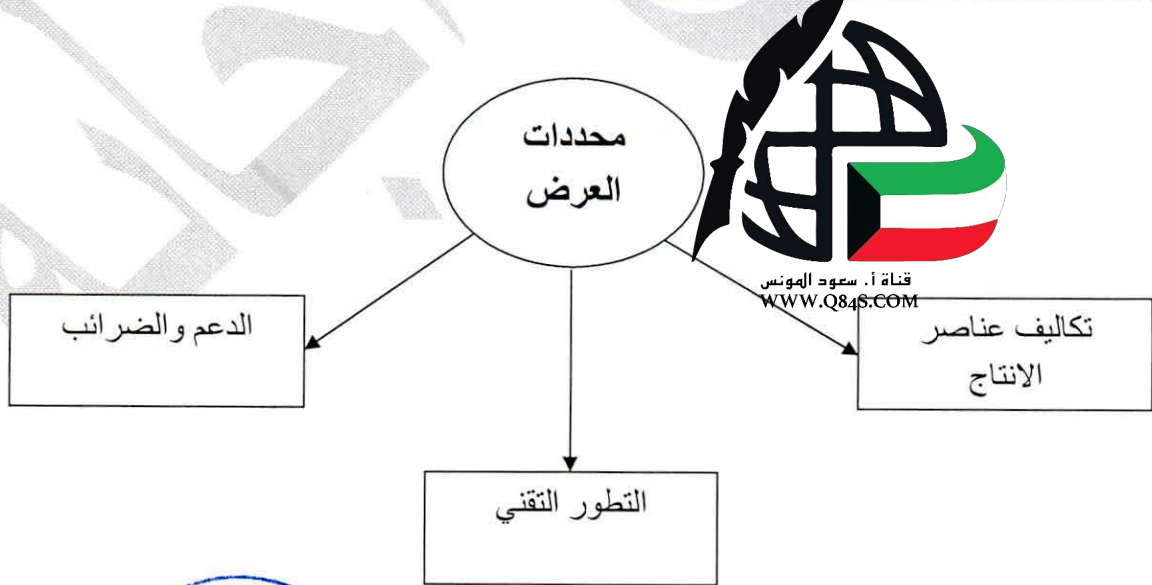 محددات
العرض
قناة أ. سعود المونس
WWW.Q84S.COM
تكاليف عناصر
الانتاج
الدعم والضرائب
التطور التقني